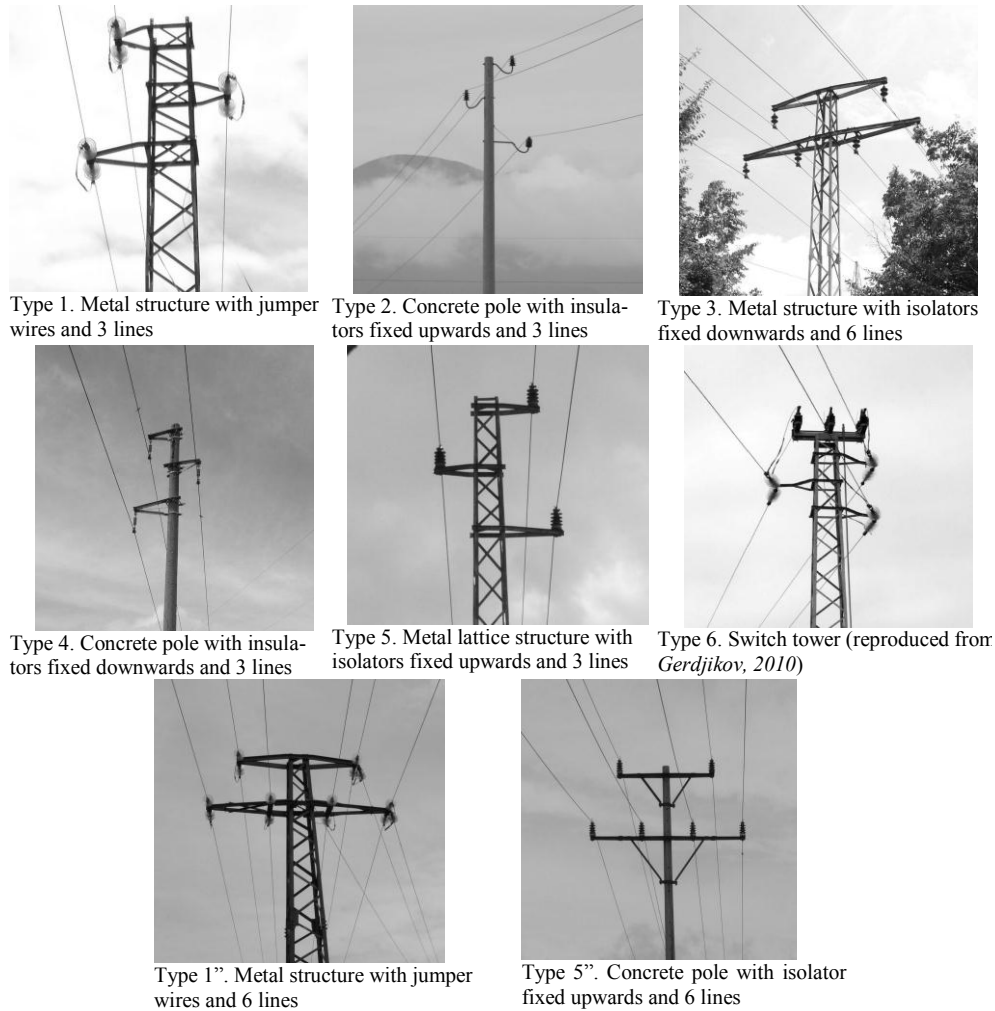 Type 1. Metal structure with jumper
wires and 3 lines
Type 2. Concrete pole with insula-
tors fixed upwards and 3 lines
Type 3. Metal structure with isolators
fixed downwards and 6 lines
Type 4. Concrete pole with insula-
tors fixed downwards and 3 lines
Type 5. Metal lattice structure with
isolators fixed upwards and 3 lines
Type 6. Switch tower (reproduced from
Gerdjikov, 2010)
Type 1”. Metal structure with jumper
wires and 6 lines
Type 5”. Concrete pole with isolator
fixed upwards and 6 lines